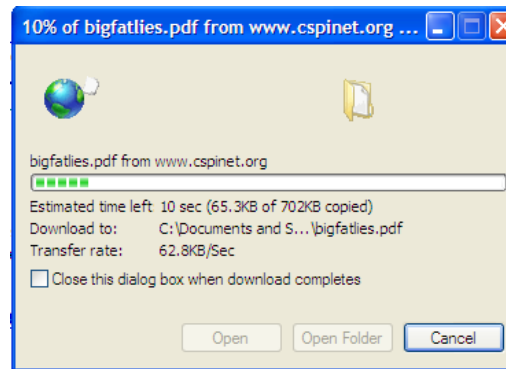 10% of bigfatlies.pdf from www.cspinet.org ...
bigfatlies.pdf from www.cspinet.org
Estimated time left 10 sec (65.3KB of 702KB copied)
Download to: C:\Documents and S...\bigfatlies.pdf
Transfer rate: 62.8KB/Sec
Close this dialog box when download completes
Open Open Folder Cancel